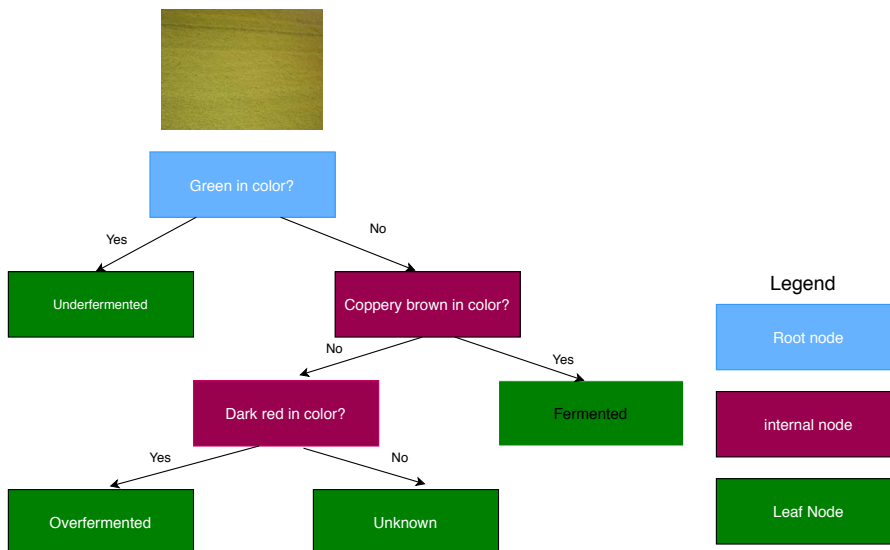 Green in color?
Yes
No
Underfermented
Coppery brown in color?
Legend
Root node
No
Yes
Dark red in color?
Fermented
internal node
Yes
No
Overfermented
Unknown
Leaf Node